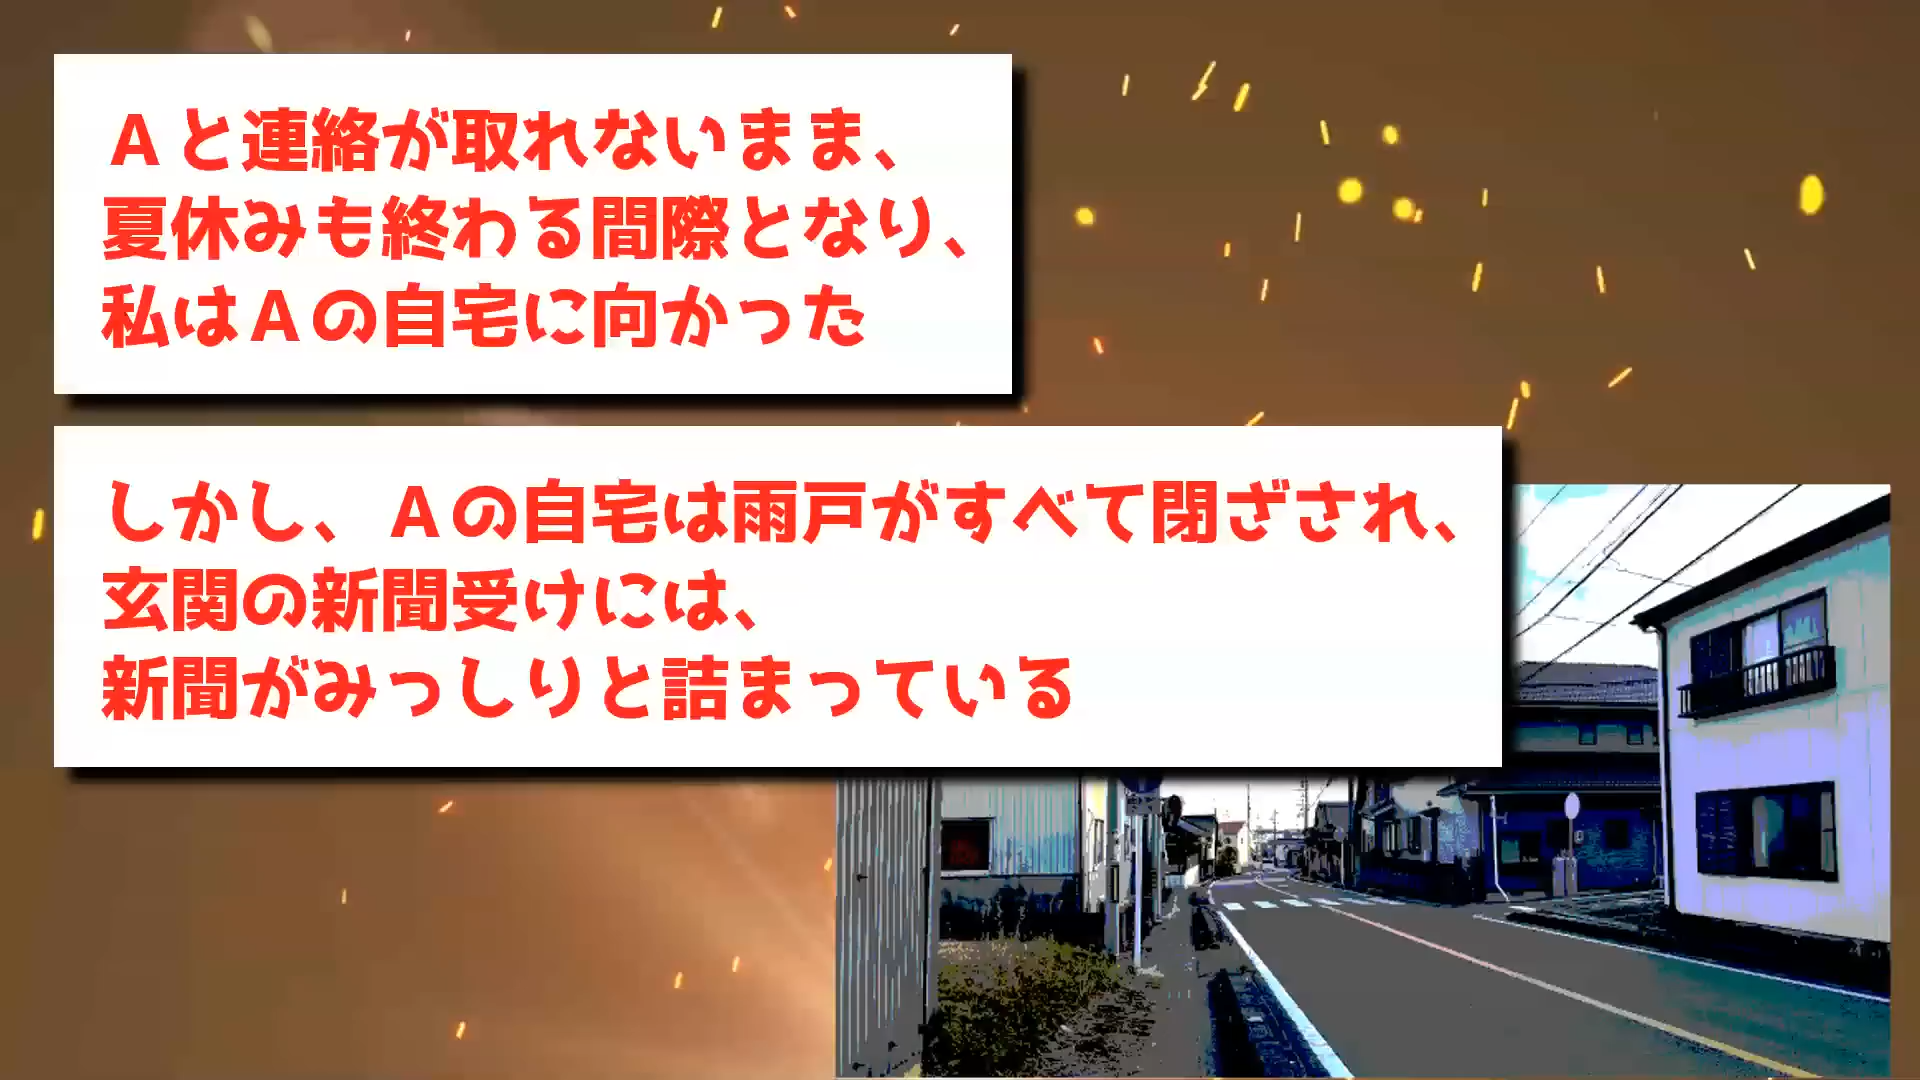 Ａと連絡が取れないまま、
夏休みも終わる間際となり、
私はＡの自宅に向かった
しかし、Ａの自宅は雨戸がすべて閉ざされ、
玄関の新聞受けには、
新聞がみっしりと詰まっている